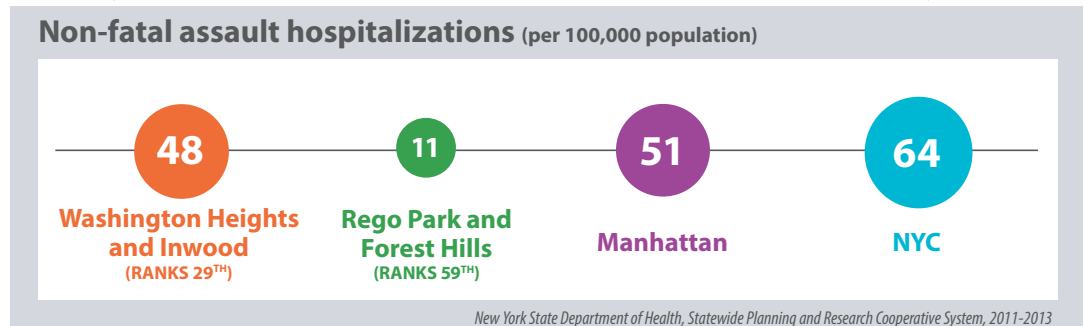 Non-fatal assault hospitalizations (per 100,000 population)
48
11
51
64
Washington Heights
and Inwood
(RANKS 29TH)
Rego Park and
Forest Hills
(RANKS 59TH)
Manhattan
NYC
New York State Department of Health, Statewide Planning and Research Cooperative System, 2011-2013